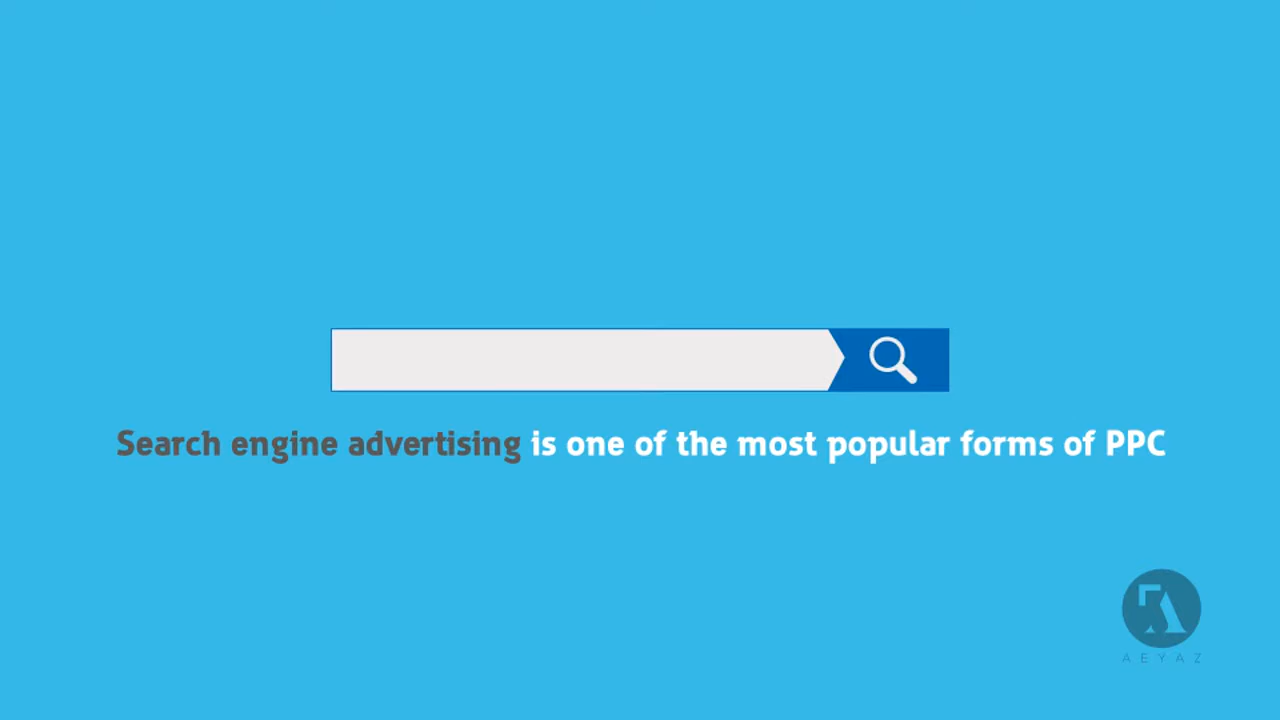 Search engine advertising is one of the most popular forms of PPC
AEYAZ